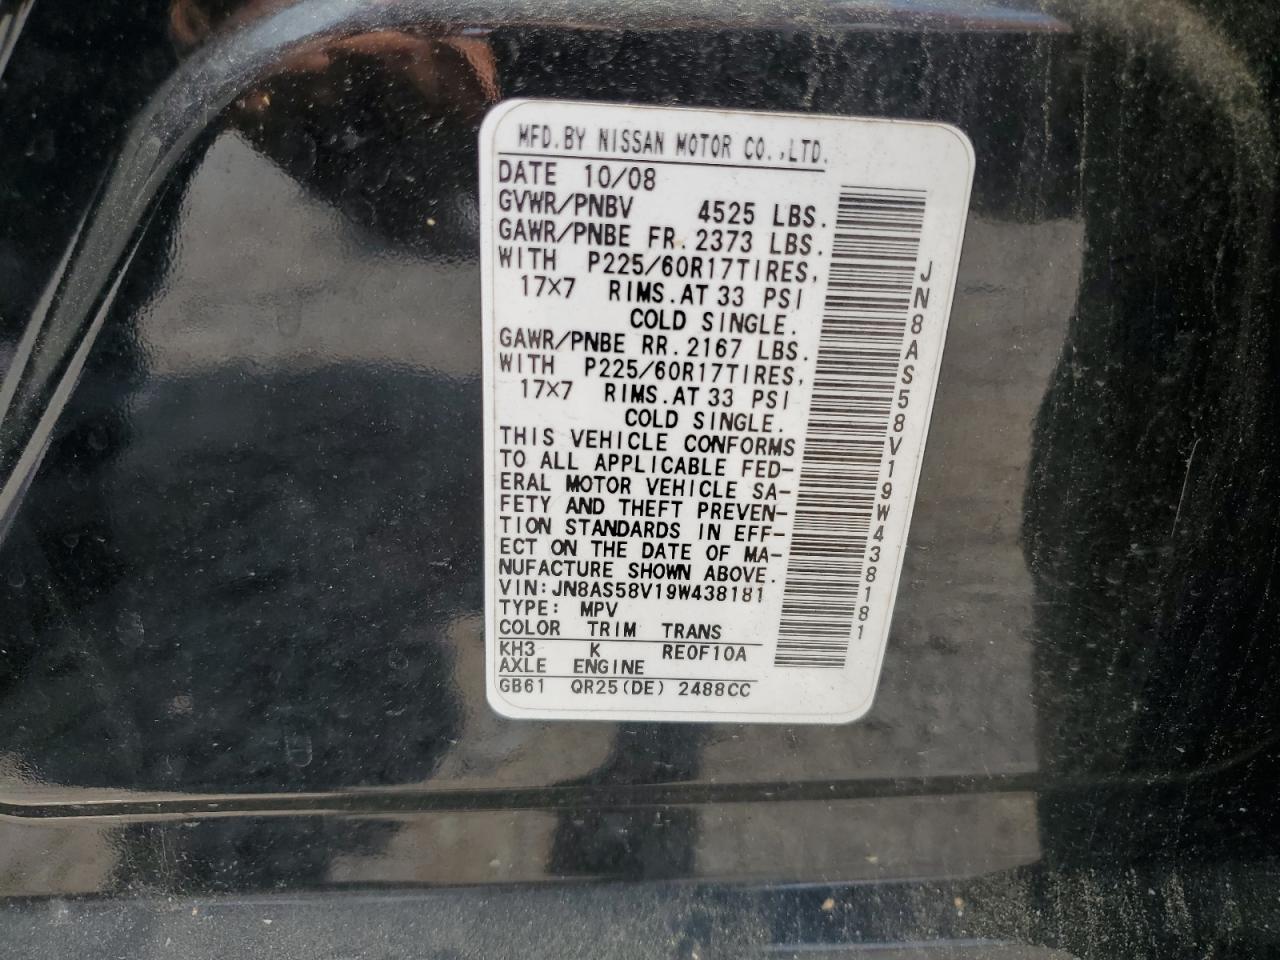 MFD.BY NISSAN MOTOR CO.,LTD.
DATE 10/08
GVWR/PNBV 4525 LBS.
GAWR/PNBE FR. 2373 LBS.
WITH P225/60R17TIRES,
17×7 RIMS.AT 33 PSI
COLD SINGLE.
GAWR/PNBE RR. 2167 LBS.
WITH P225/60R17TIRES,
17×7 RIMS.AT 33 PSI
COLD SINGLE.
THIS VEHICLE CONFORMS
TO ALL APPLICABLE FED-
ERAL MOTOR VEHICLE SA-
FETY AND THEFT PREVEN-
TION STANDARDS IN EFF-
ECT ON THE DATE OF MA-
NUFACTURE SHOWN ABOVE.
VIN:JN8AS58V19W438181
TYPE: MPV
COLOR TRIM TRANS
KH3 K RE0F10A
AXLE ENGINE
GB61 QR25(DE) 2488CC
JN8AS58V19W438181